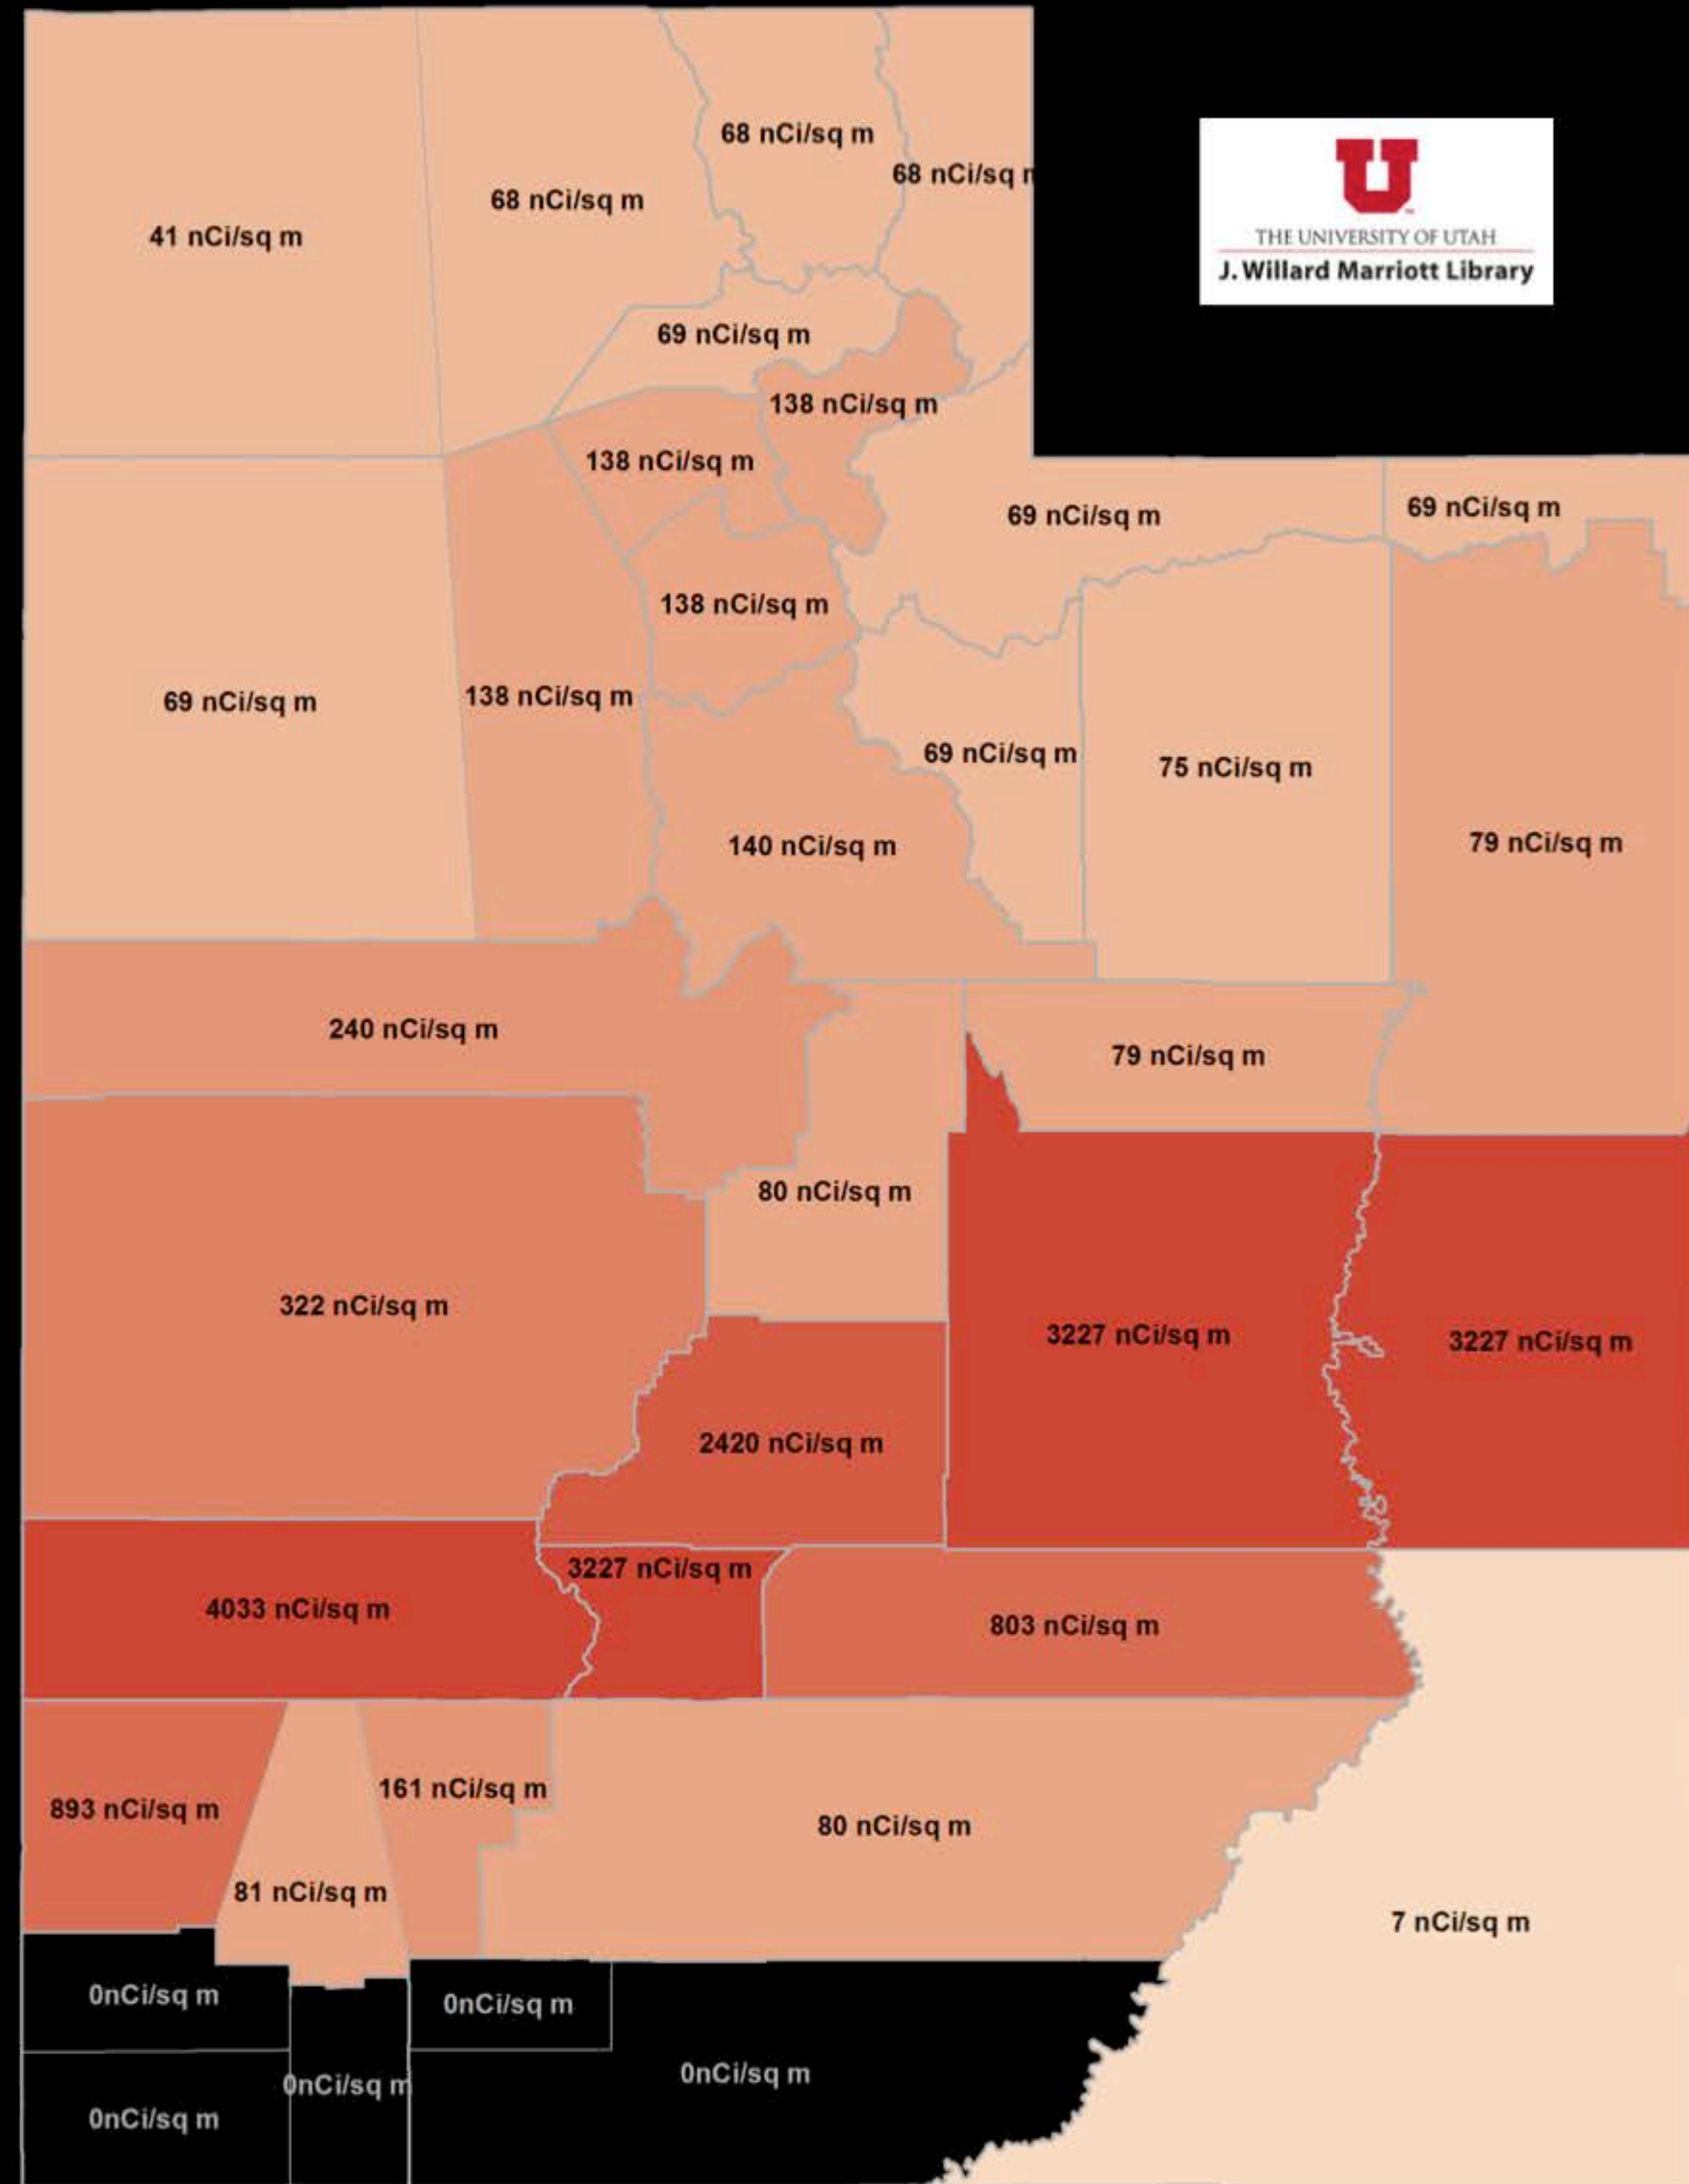 68 nCi/sq m
68 nCi/sq
68 nCi/sq m
41 nCi/sq m
U
THE UNIVERSITY OF UTAH
J. Willard Marriott Library
69 nCi/sq m
138 nCi/sq m
138 nCi/sq m
69 nCi/sq m
69 nCi/sq m
138 nCi/sq m
69 nCi/sq m
138 nCi/sq m
69 nCi/sq m
75 nCi/sq m
140 nCi/sq m
79 nCi/sq m
240 nCi/sq m
79 nCi/sq m
80 nCi/sq m
322 nCi/sq m
3227 nCi/sq m
3227 nCi/sq m
2420 nCi/sq m
3227 nCi/sq m
4033 nCi/sq m
803 nCi/sq m
161 nCi/sq m
893 nCi/sq m
80 nCi/sq m
81 nCi/sq m
7 nCi/sq m
0nCi/sq m
0nCi/sq m
0nCi/sq m
0nCi/sq m
0nCi/sq m